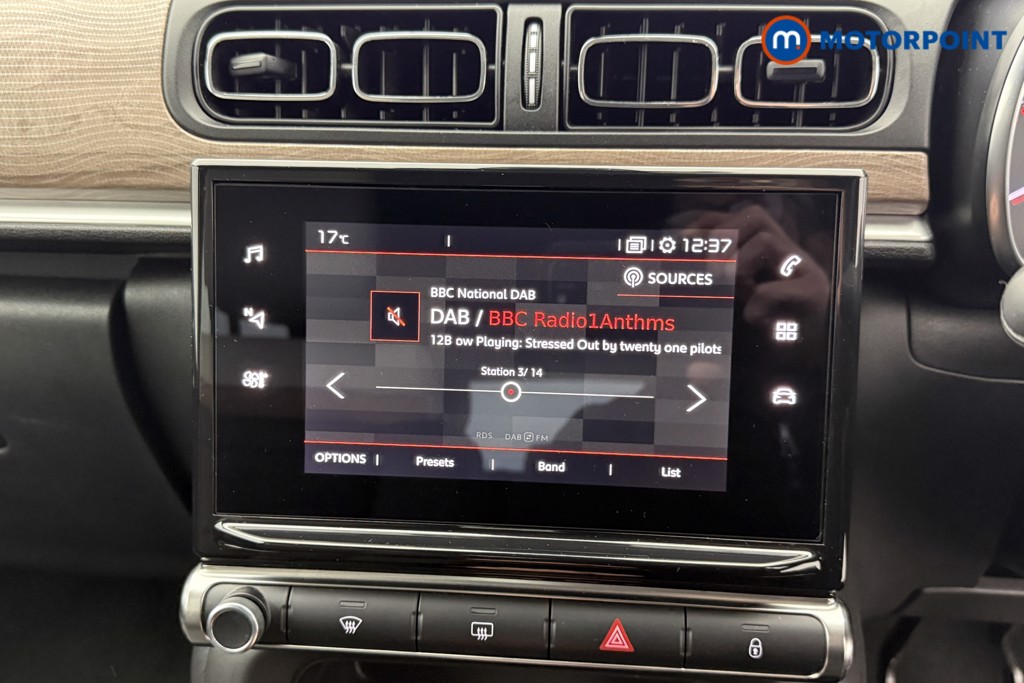 m MOTORPOINT
17°C
12:37
SOURCES
BBC National DAB
DAB / BBC Radio1Anthms
12B ow Playing: Stressed Out by twenty one pilots
Station 3/ 14
N
RDS DAB FM
OPTIONS Presets Band List